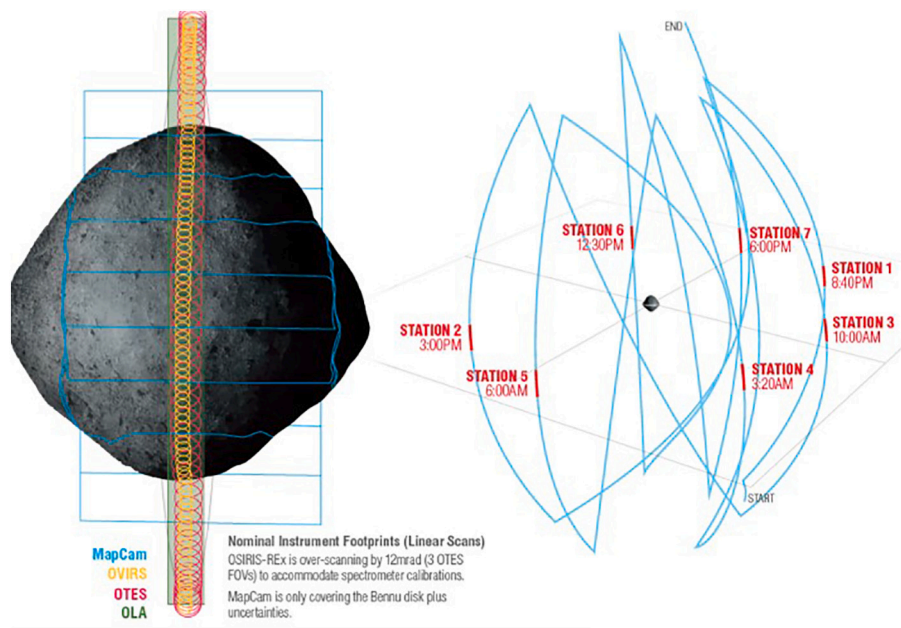 END
STATION 6
12:30PM
STATION 7
6:00PM
STATION 1
8:40PM
STATION 2
3:00PM
STATION 3
10:00AM
STATION 5
6:00AM
STATION 4
3:20AM
START
MapCam
OVIRS
OTES
OLA
Nominal Instrument Footprints (Linear Scans)
OSIRIS-REx is over-scanning by 12mrad (3 OTES
FOVs) to accommodate spectrometer calibrations.
MapCam is only covering the Bennu disk plus
uncertainties.